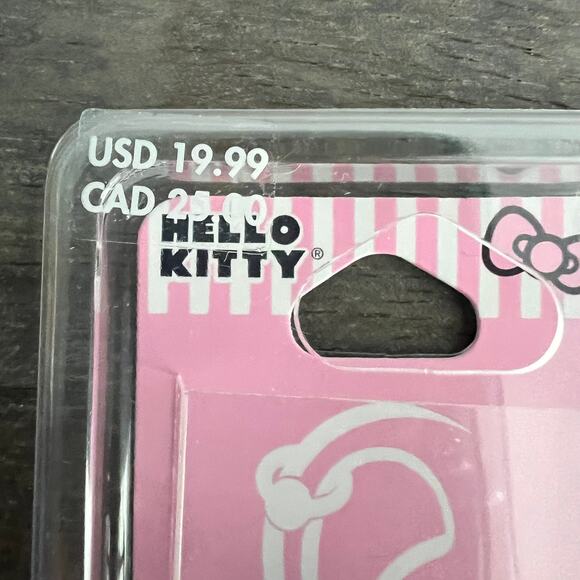 USD 19.99
CAD 25.00
HELLO
KITTY®